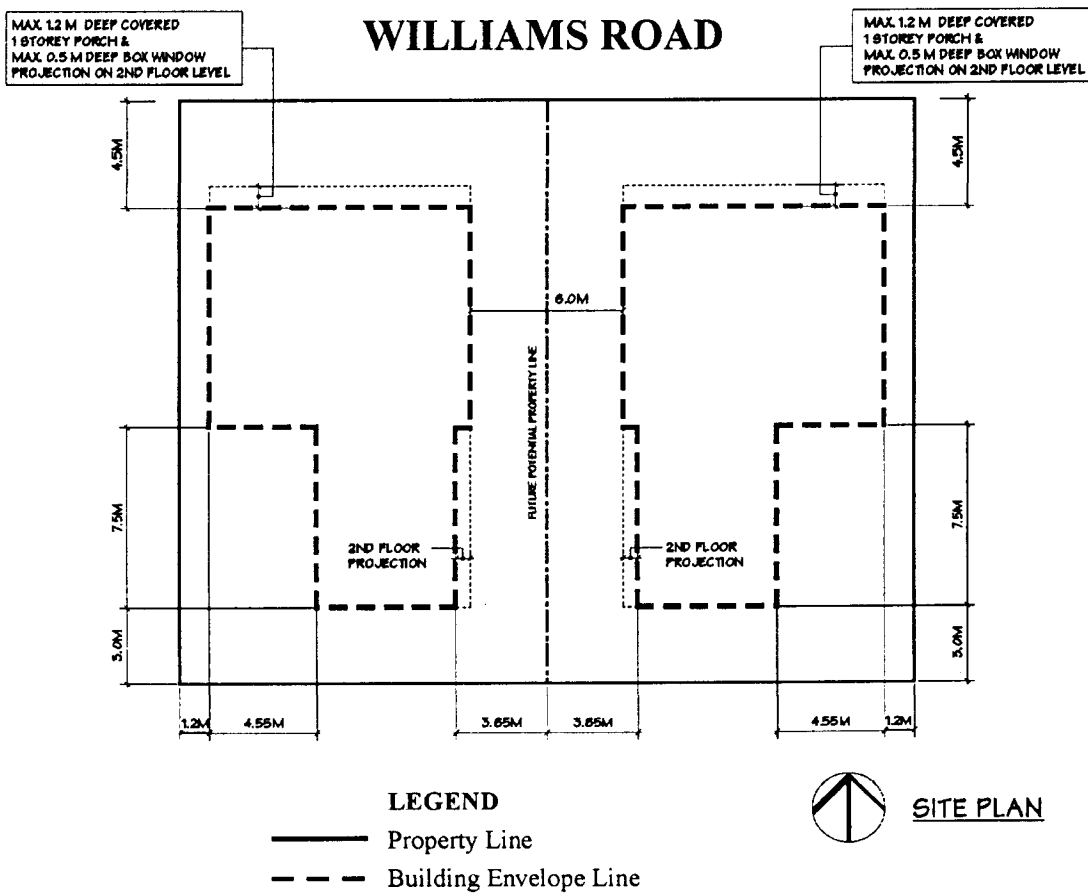 WILLIAMS ROAD
MAX. 1.2 M DEEP COVERED
1 STOREY PORCH &
MAX. 0.5 M DEEP BOX WINDOW
PROJECTION ON 2ND FLOOR LEVEL
MAX. 1.2 M DEEP COVERED
1 STOREY PORCH &
MAX. 0.5 M DEEP BOX WINDOW
PROJECTION ON 2ND FLOOR LEVEL
4.5M
4.5M
6.0M
FUTURE POTENTIAL PROPERTY LINE
7.5M
7.5M
2ND FLOOR
PROJECTION
2ND FLOOR
PROJECTION
3.0M
3.0M
1.2M
4.55M
3.65M
3.65M
4.55M
1.2M
LEGEND
Property Line
Building Envelope Line
SITE PLAN